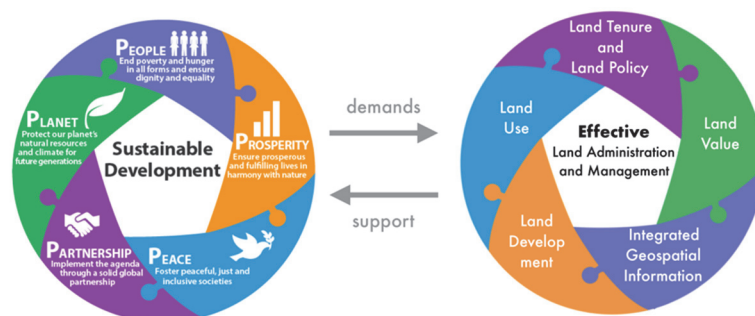 PEOPLE
End poverty and hunger
in all forms and ensure
dignity and equality
PLANET
Protect our planet's
natural resources
and climate for
future generations
Sustainable
Development
PROSPERITY
Ensure prosperous
and fulfilling lives in
harmony with nature
PARTNERSHIP
Implement the agenda
through a solid global
partnership
PEACE
Foster peaceful, just and
inclusive societies
demands
support
Land Tenure
and
Land Policy
Land
Use
Effective
Land Administration
and Management
Land
Value
Land
Develop
ment
Integrated
Geospatial
Information